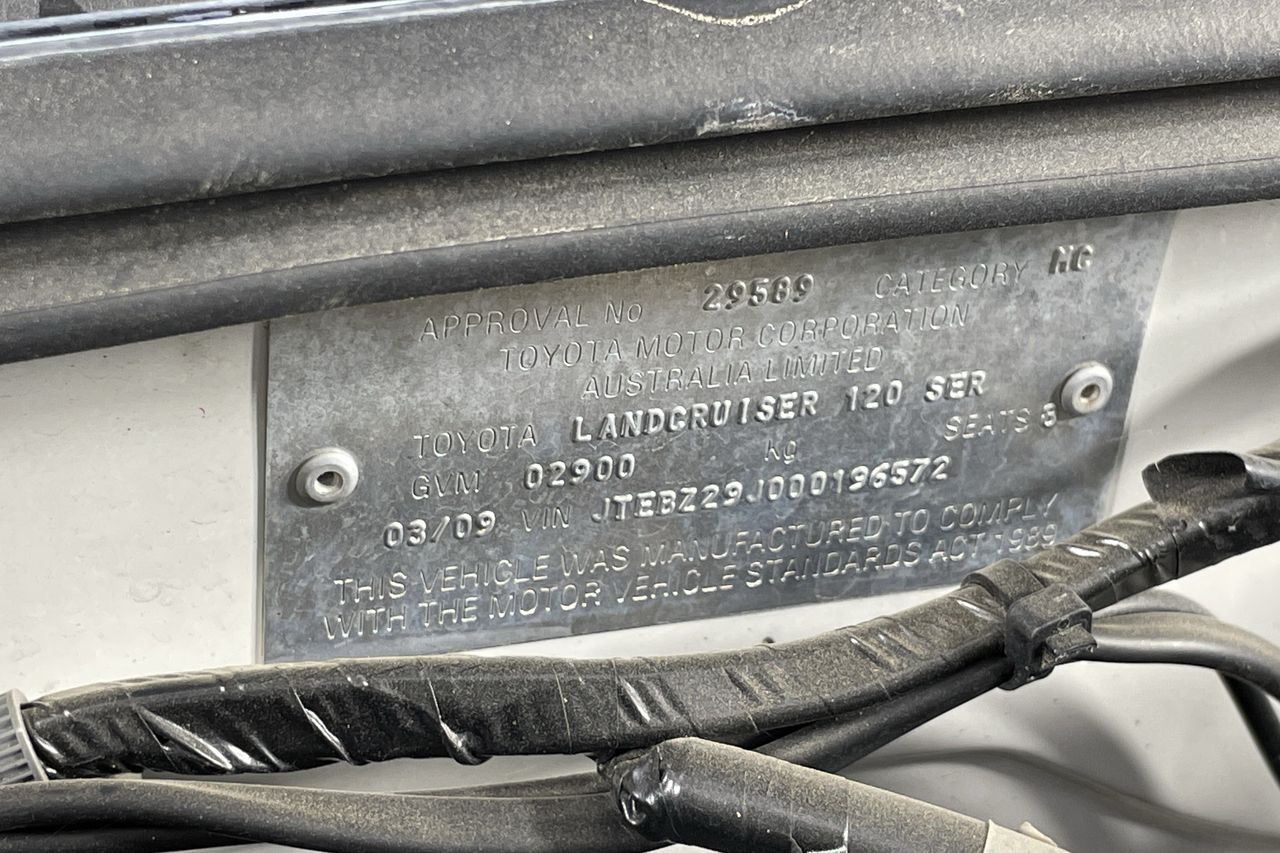 APPROVAL No 29589 CATEGORY MC
TOYOTA MOTOR CORPORATION
AUSTRALIA LIMITED
TOYOTA LANDCRUISER 120 SER
GVM 02900 Kg SEATS 8
03/09 VIN JTEBZ29J000196572
THIS VEHICLE WAS MANUFACTURED TO COMPLY
WITH THE MOTOR VEHICLE STANDARDS ACT 1989